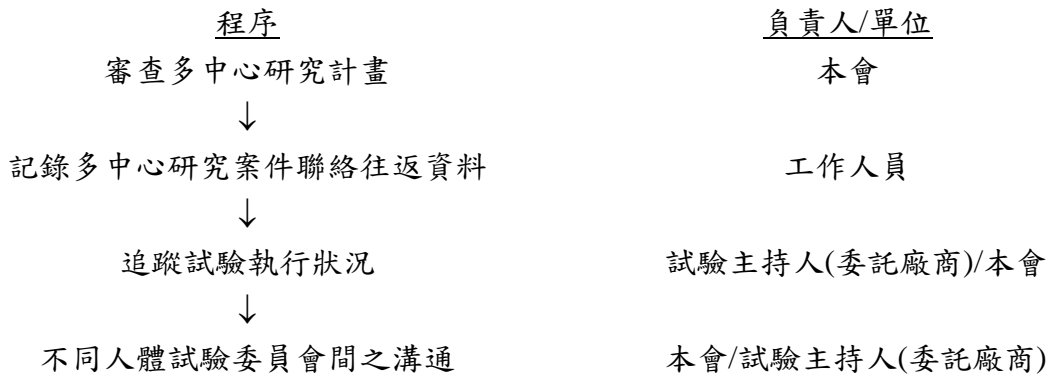 程序 負責人/單位
審查多中心研究計畫 本會
↓
記錄多中心研究案件聯絡往返資料 工作人員
↓
追蹤試驗執行狀況 試驗主持人(委託廠商)/本會
↓
不同人體試驗委員會間之溝通 本會/試驗主持人(委託廠商)